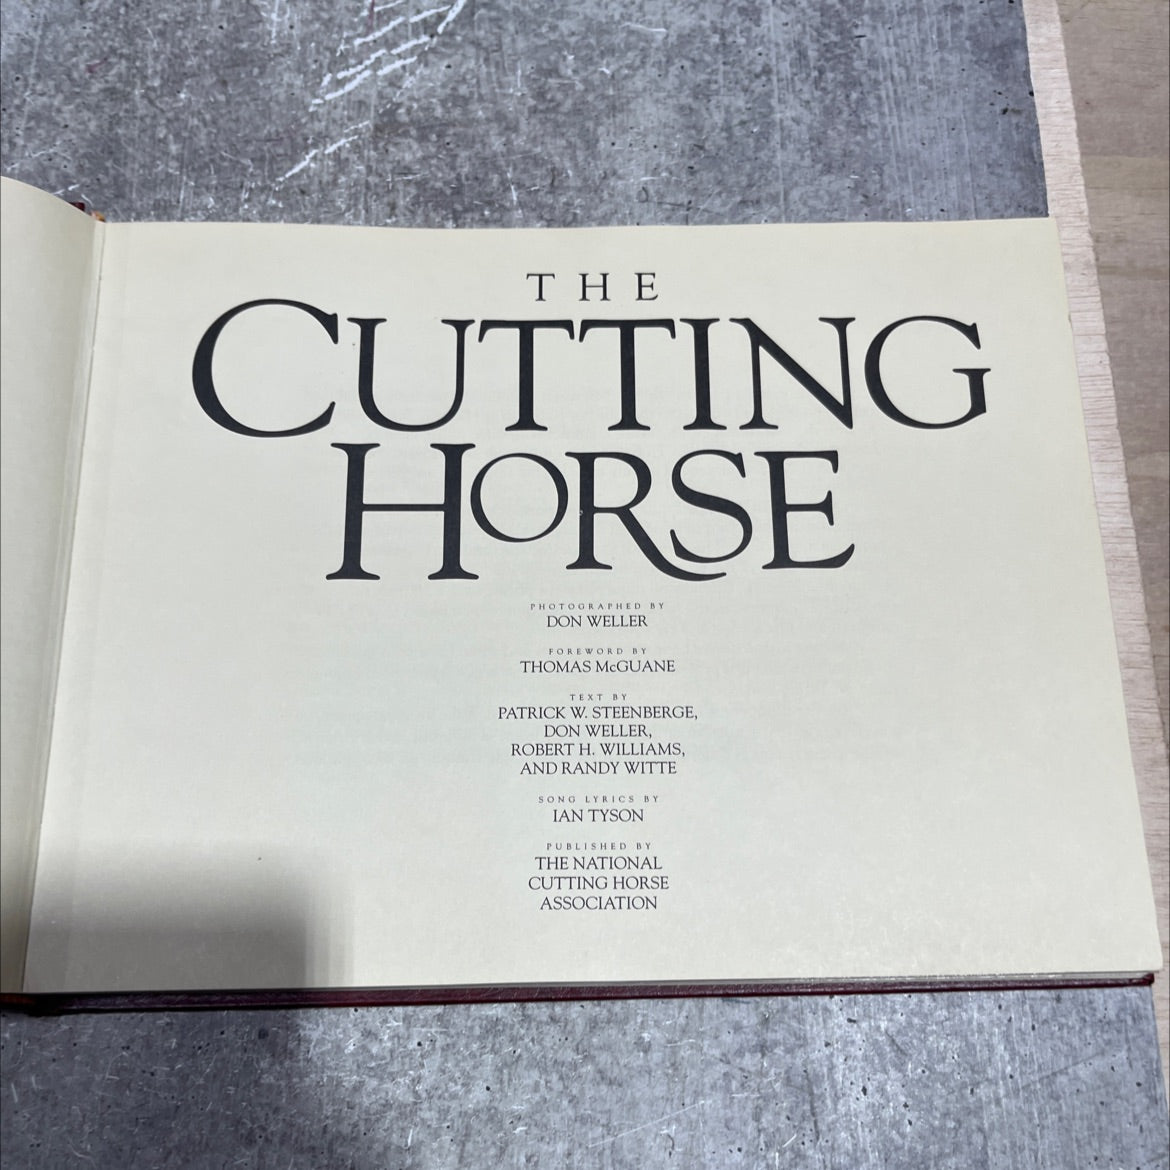 THE
CUTTING
HORSE
PHOTOGRAPHED BY
DON WELLER
FOREWORD BY
THOMAS McGUANE
TEXT BY
PATRICK W. STEENBERGE,
DON WELLER,
ROBERT H. WILLIAMS,
AND RANDY WITTE
SONG LYRICS BY
IAN TYSON
PUBLISHED BY
THE NATIONAL
CUTTING HORSE
ASSOCIATION